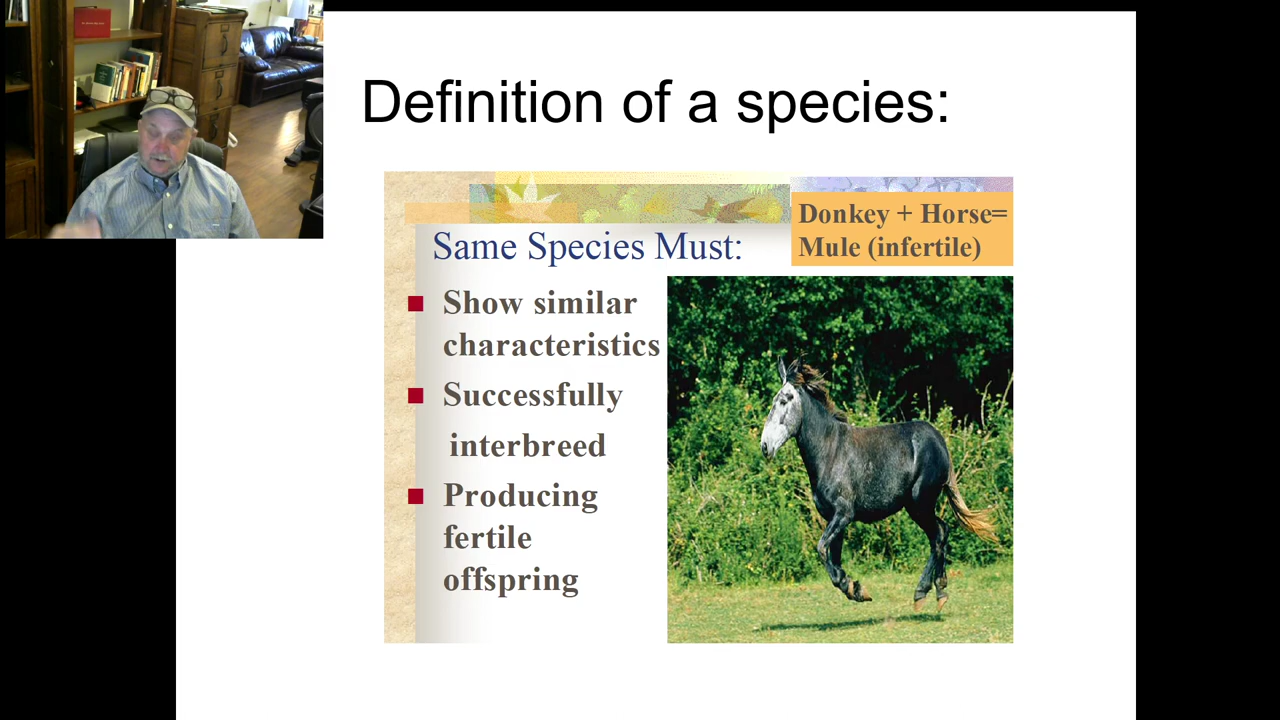 Definition of a species:
Donkey + Horse=
Mule (infertile)
Same Species Must:
Show similar
characteristics
Successfully
interbreed
Producing
fertile
offspring